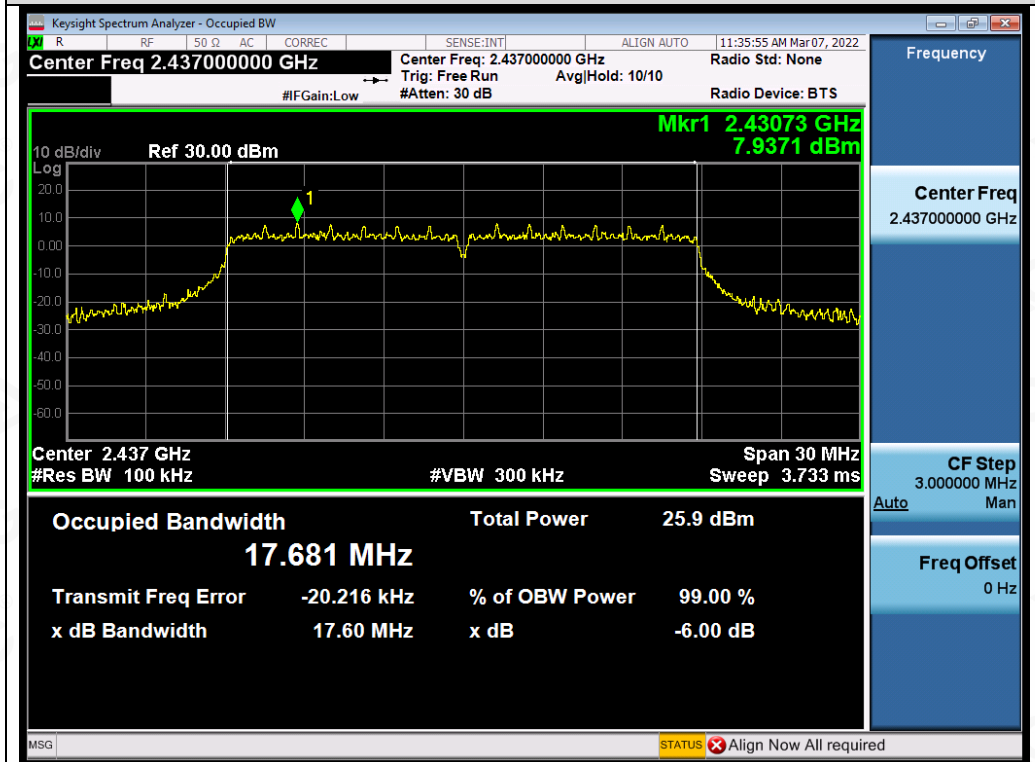 Keysight Spectrum Analyzer - Occupied BW
LXI R RF 50 Ω AC CORREC SENSE:INT ALIGN AUTO 11:35:55 AM Mar 07, 2022
Center Freq 2.437000000 GHz
Center Freq: 2.437000000 GHz
Radio Std: None
Trig: Free Run Avg|Hold: 10/10
#IFGain:Low #Atten: 30 dB Radio Device: BTS
Frequency
Mkr1 2.43073 GHz
7.9371 dBm
10 dB/div Ref 30.00 dBm
Log
20.0
10.0
0.00
-10.0
-20.0
-30.0
-40.0
-50.0
-60.0
1
Center 2.437 GHz Span 30 MHz
#Res BW 100 kHz #VBW 300 kHz Sweep 3.733 ms
Occupied Bandwidth Total Power 25.9 dBm
17.681 MHz
Transmit Freq Error -20.216 kHz % of OBW Power 99.00 %
x dB Bandwidth 17.60 MHz x dB -6.00 dB
Center Freq
2.437000000 GHz
CF Step
3.000000 MHz
Auto Man
Freq Offset
0 Hz
MSG STATUS Align Now All required